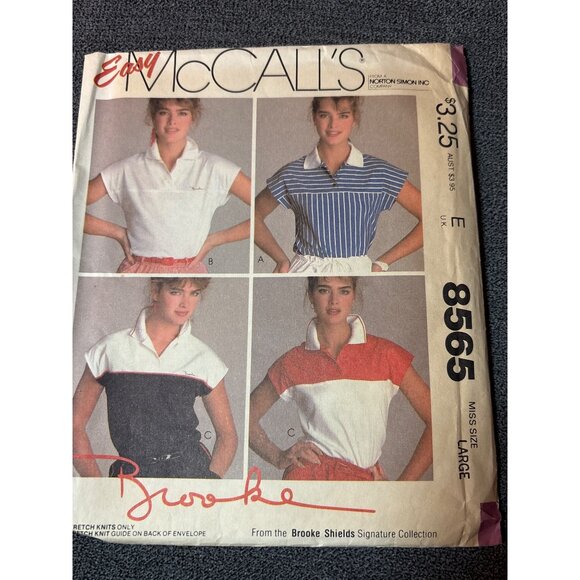 Easy McCALL'S
FROM A
NORTON SIMON INC
COMPANY
$3.25 AUST $3.95
E
U.K.
8565
MISS SIZE
LARGE
B
A
C
C
Brooke
RETCH KNITS ONLY
TCH KNIT GUIDE ON BACK OF ENVELOPE
From the Brooke Shields Signature Collection